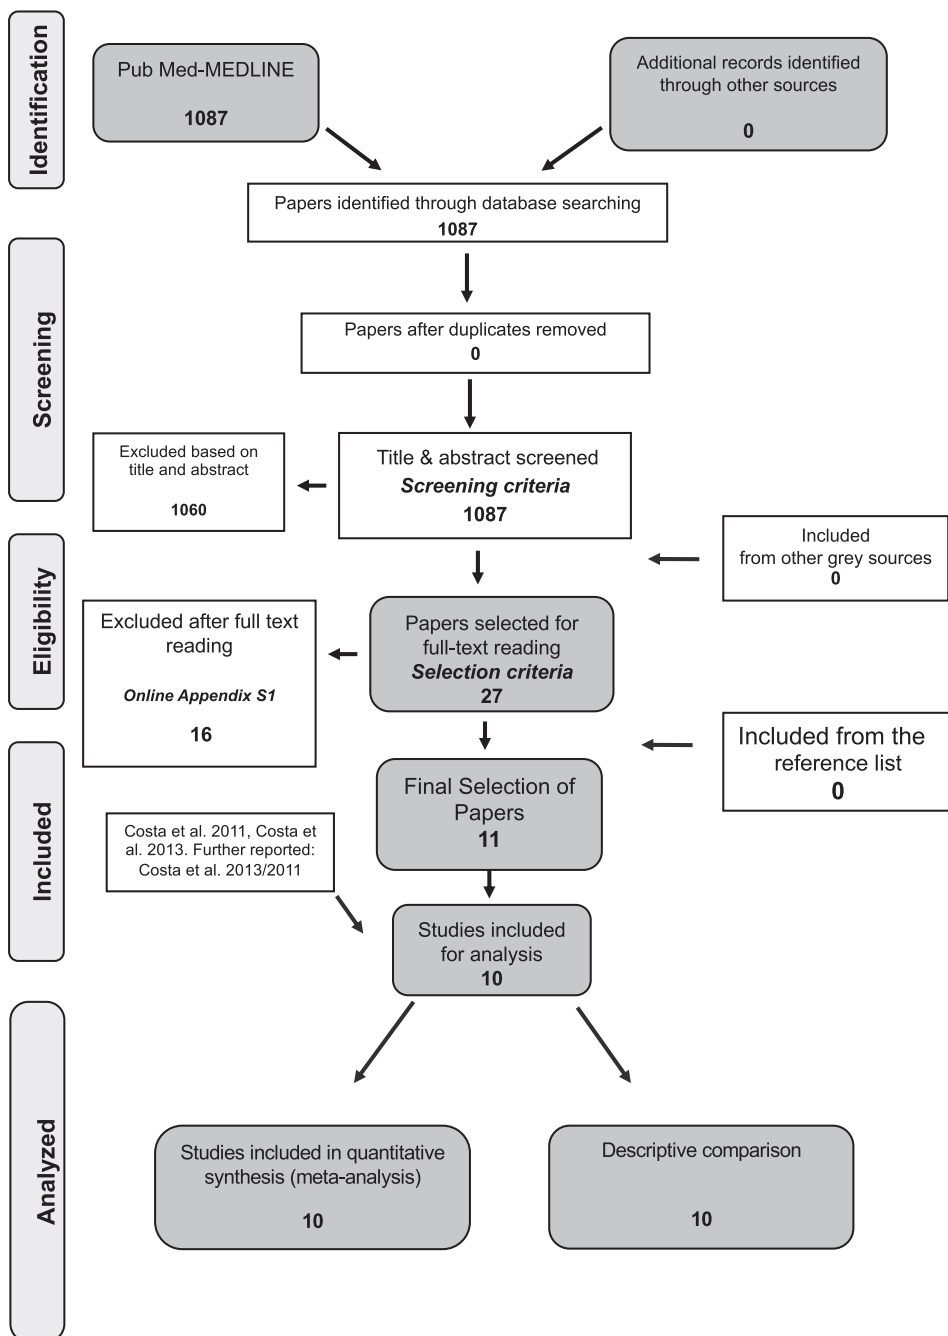 Identification
Pub Med-MEDLINE
1087
Additional records identified
through other sources
0
Papers identified through database searching
1087
Screening
Papers after duplicates removed
0
Excluded based on
title and abstract
1060
Title & abstract screened
Screening criteria
1087
Included
from other grey sources
0
Eligibility
Excluded after full text
reading
Online Appendix S1
16
Papers selected for
full-text reading
Selection criteria
27
Included from the
reference list
0
Included
Final Selection of
Papers
11
Costa et al. 2011, Costa et
al. 2013. Further reported:
Costa et al. 2013/2011
Studies included
for analysis
10
Analyzed
Studies included in quantitative
synthesis (meta-analysis)
10
Descriptive comparison
10